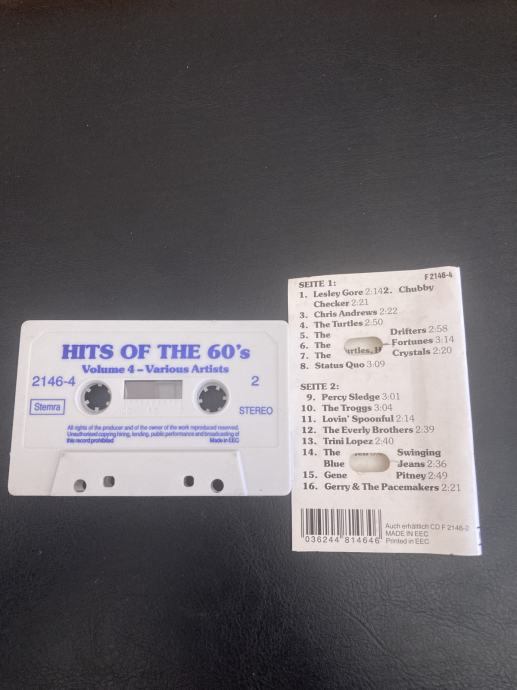 HITS OF THE 60's
Volume 4 – Various Artists
2146-4
2
Stemra
STEREO
All rights of the producer and of the owner of the work reproduced reserved.
Unauthorised copying hiring, lending, public performance and broadcasting of
this record prohibited
Made in EEC
F 2146-4
SEITE 1:
1. Lesley Gore 2:14 2. Chubby
Checker 2:21
3. Chris Andrews 2:22
4. The Turtles 2:50
5. The Drifters 2:58
6. The Fortunes 3:14
7. The Crystals 2:20
8. Status Quo 3:09
SEITE 2:
9. Percy Sledge 3:01
10. The Troggs 3:04
11. Lovin' Spoonful 2:14
12. The Everly Brothers 2:39
13. Trini Lopez 2:40
14. The Swinging
Blue Jeans 2:36
15. Gene Pitney 2:49
16. Gerry & The Pacemakers 2:21
036244 814646
Auch erhältlich CD F 2146-2
MADE IN EEC
Printed in EEC